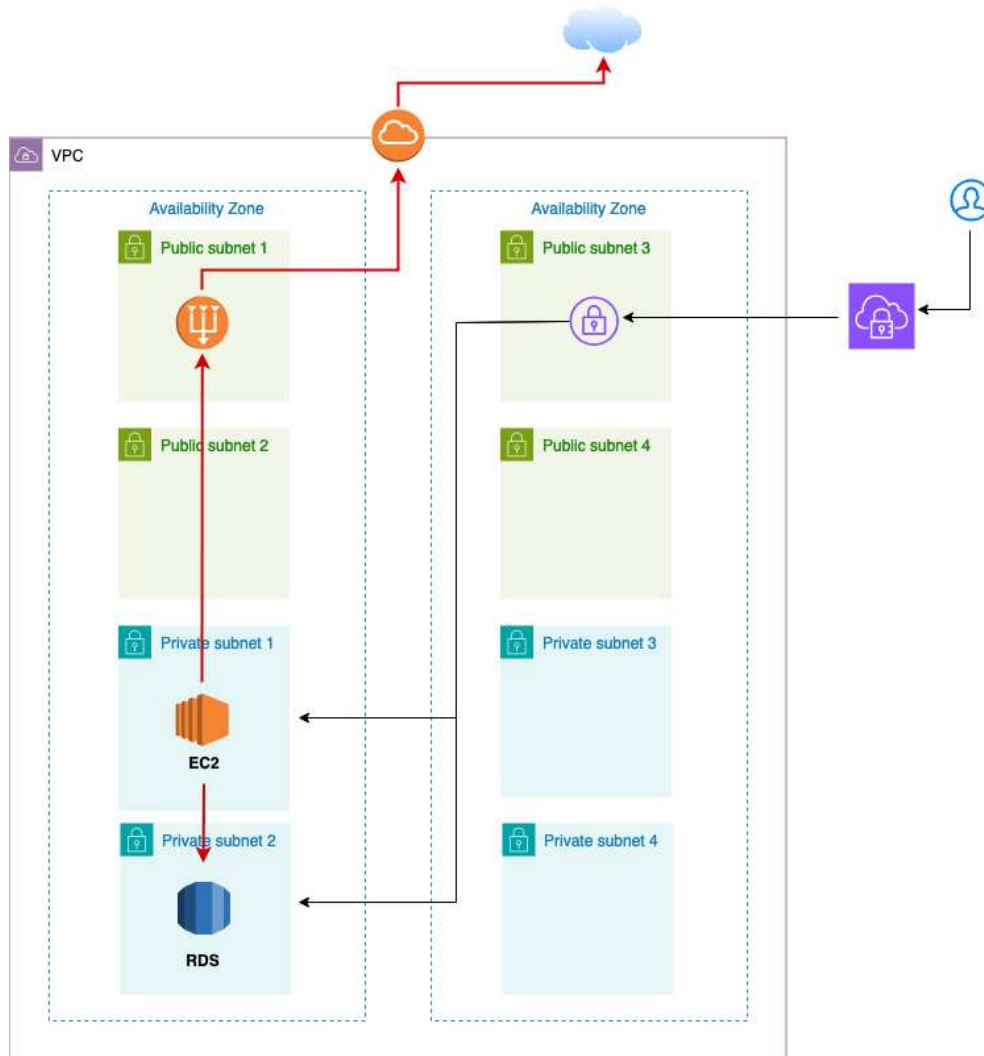 VPC
Availability Zone
Availability Zone
Public subnet 1
Public subnet 3
Public subnet 2
Public subnet 4
Private subnet 1
Private subnet 3
EC2
Private subnet 2
Private subnet 4
RDS